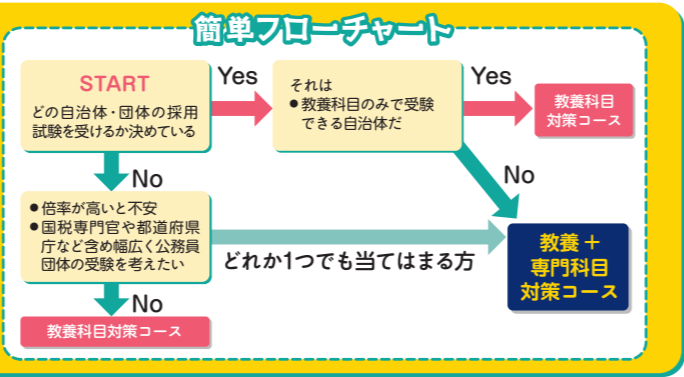 簡単フローチャート
START
どの自治体・団体の採用
試験を受けるか決めている
Yes
それは
●教養科目のみで受験
できる自治体だ
Yes
教養科目
対策コース
No
No
●倍率が高いと不安
●国税専門官や都道府県
庁など含め幅広く公務員
団体の受験を考えたい
どれか1つでも当てはまる方
教養＋
専門科目
対策コース
No
教養科目対策コース